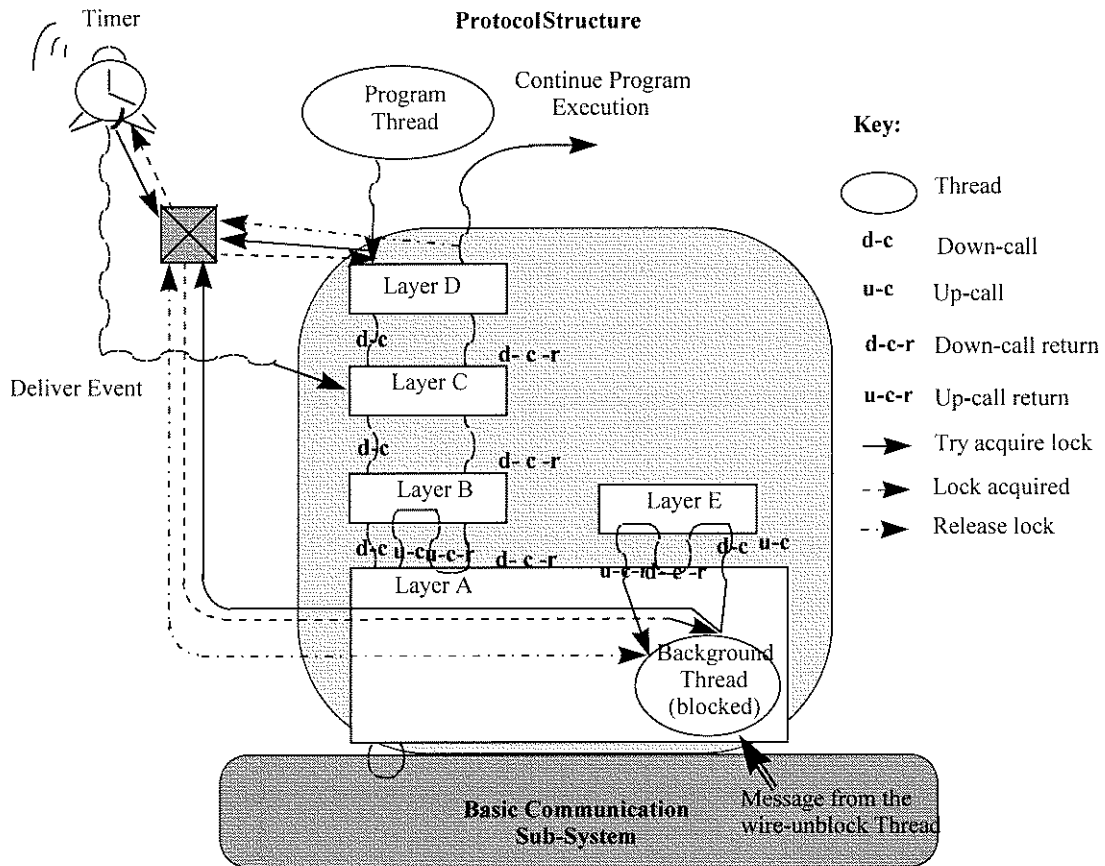 Timer
ProtocolStructure
Program
Thread
Continue Program
Execution
Key:
Thread
d-c Down-call
u-c Up-call
d-c-r Down-call return
u-c-r Up-call return
Try acquire lock
Lock acquired
Release lock
Layer D
d-c
d- c -r
Deliver Event
Layer C
d-c
d- c -r
Layer B
Layer E
d-c
u-c
u-c-r
d- c -r
d-c
u-c
u-c-r
d- c -r
Layer A
Background
Thread
(blocked)
Basic Communication
Sub-System
Message from the
wire-unblock Thread